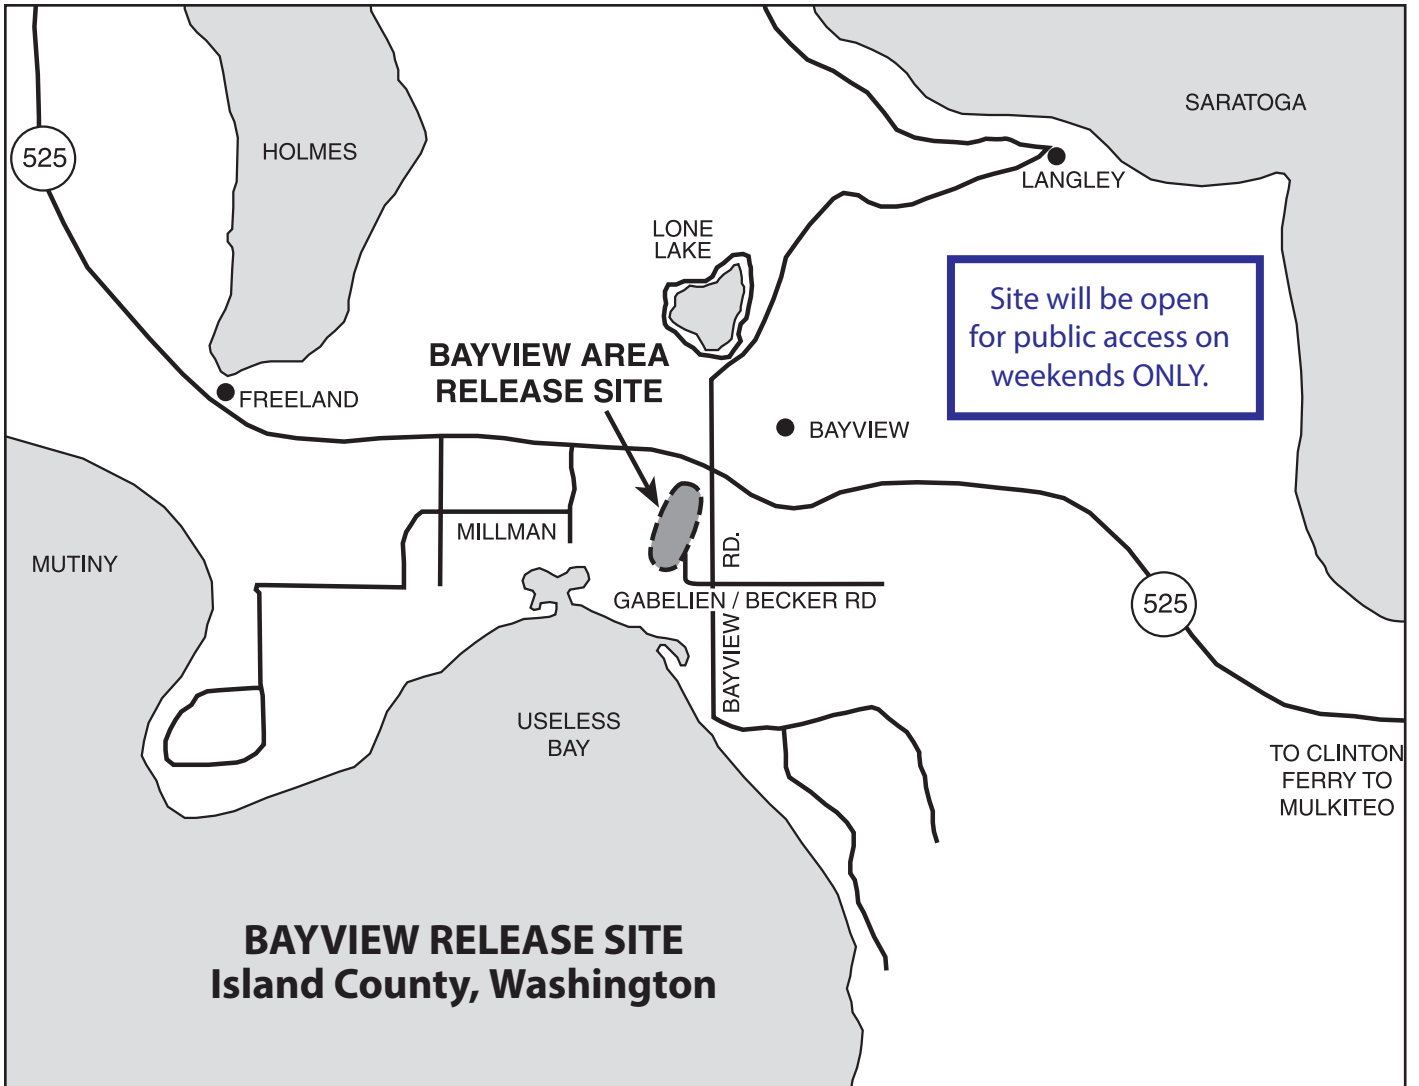 SARATOGA
525
HOLMES
LANGLEY
LONE
LAKE
Site will be open
for public access on
weekends ONLY.
BAYVIEW AREA
RELEASE SITE
FREELAND
BAYVIEW
MILLMAN
MUTINY
BAYVIEW RD.
GABELIEN / BECKER RD
525
USELESS
BAY
TO CLINTON
FERRY TO
MULKITEO
BAYVIEW RELEASE SITE
Island County, Washington